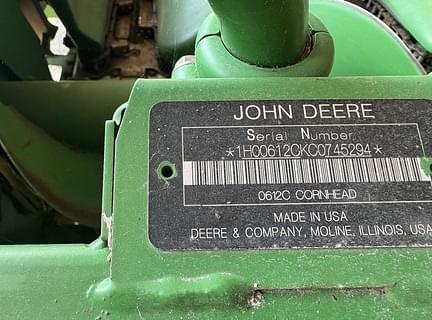 JOHN DEERE
Serial Number
*1H00612CKC0745294*
0612C CORNHEAD
MADE IN USA
DEERE & COMPANY, MOLINE, ILLINOIS, USA